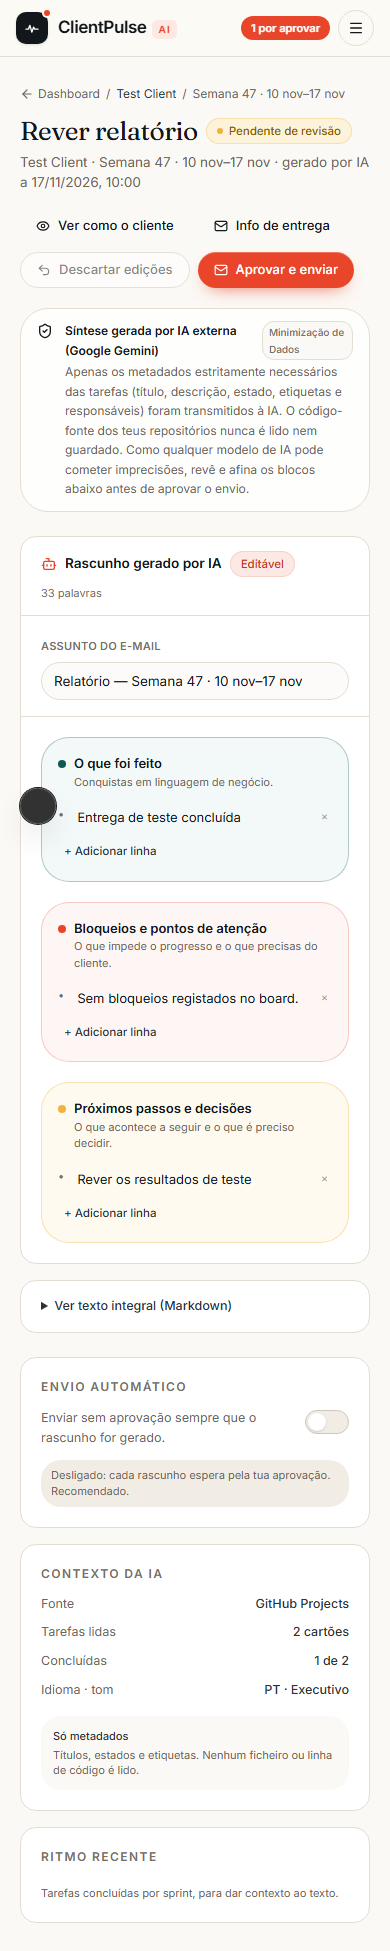 ClientPulse AI
1 por aprovar
Dashboard / Test Client / Semana 47 · 10 nov–17 nov
Rever relatório
Pendente de revisão
Test Client · Semana 47 · 10 nov–17 nov · gerado por IA
a 17/11/2026, 10:00
Ver como o cliente
Info de entrega
Descartar edições
Aprovar e enviar
Síntese gerada por IA externa
(Google Gemini)
Minimização de
Dados
Apenas os metadados estritamente necessários
das tarefas (título, descrição, estado, etiquetas e
responsáveis) foram transmitidos à IA. O código-
fonte dos teus repositórios nunca é lido nem
guardado. Como qualquer modelo de IA pode
cometer imprecisões, revê e afina os blocos
abaixo antes de aprovar o envio.
Rascunho gerado por IA
Editável
33 palavras
ASSUNTO DO E-MAIL
Relatório — Semana 47 · 10 nov–17 nov
O que foi feito
Conquistas em linguagem de negócio.
• Entrega de teste concluída ×
+ Adicionar linha
Bloqueios e pontos de atenção
O que impede o progresso e o que precisas do
cliente.
• Sem bloqueios registados no board. ×
+ Adicionar linha
Próximos passos e decisões
O que acontece a seguir e o que é preciso
decidir.
• Rever os resultados de teste ×
+ Adicionar linha
Ver texto integral (Markdown)
ENVIO AUTOMÁTICO
Enviar sem aprovação sempre que o
rascunho for gerado.
Desligado: cada rascunho espera pela tua aprovação.
Recomendado.
CONTEXTO DA IA
Fonte GitHub Projects
Tarefas lidas 2 cartões
Concluídas 1 de 2
Idioma · tom PT · Executivo
Só metadados
Títulos, estados e etiquetas. Nenhum ficheiro ou linha
de código é lido.
RITMO RECENTE
Tarefas concluídas por sprint, para dar contexto ao texto.